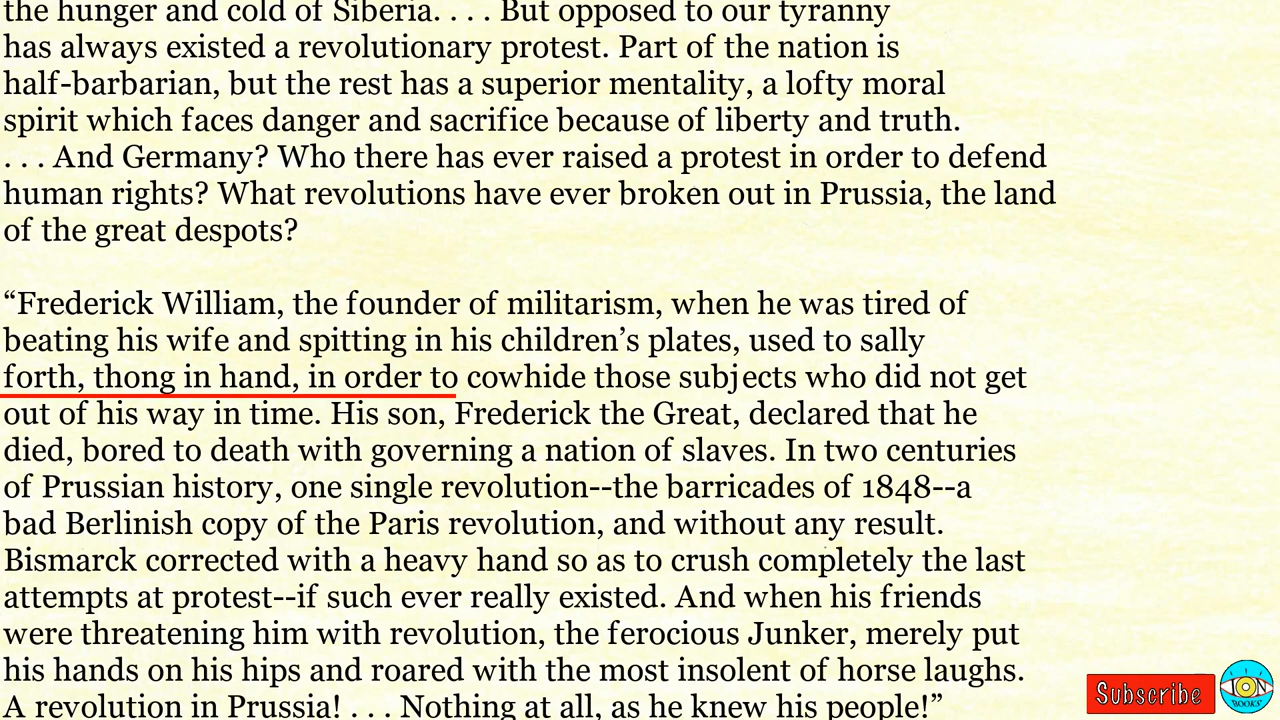 the hunger and cold of Siberia. . . . But opposed to our tyranny
has always existed a revolutionary protest. Part of the nation is
half-barbarian, but the rest has a superior mentality, a lofty moral
spirit which faces danger and sacrifice because of liberty and truth.
. . . And Germany? Who there has ever raised a protest in order to defend
human rights? What revolutions have ever broken out in Prussia, the land
of the great despots?
“Frederick William, the founder of militarism, when he was tired of
beating his wife and spitting in his children’s plates, used to sally
forth, thong in hand, in order to cowhide those subjects who did not get
out of his way in time. His son, Frederick the Great, declared that he
died, bored to death with governing a nation of slaves. In two centuries
of Prussian history, one single revolution--the barricades of 1848--a
bad Berlinish copy of the Paris revolution, and without any result.
Bismarck corrected with a heavy hand so as to crush completely the last
attempts at protest--if such ever really existed. And when his friends
were threatening him with revolution, the ferocious Junker, merely put
his hands on his hips and roared with the most insolent of horse laughs.
A revolution in Prussia! . . . Nothing at all, as he knew his people!”
Subscribe
ION
BOOKS